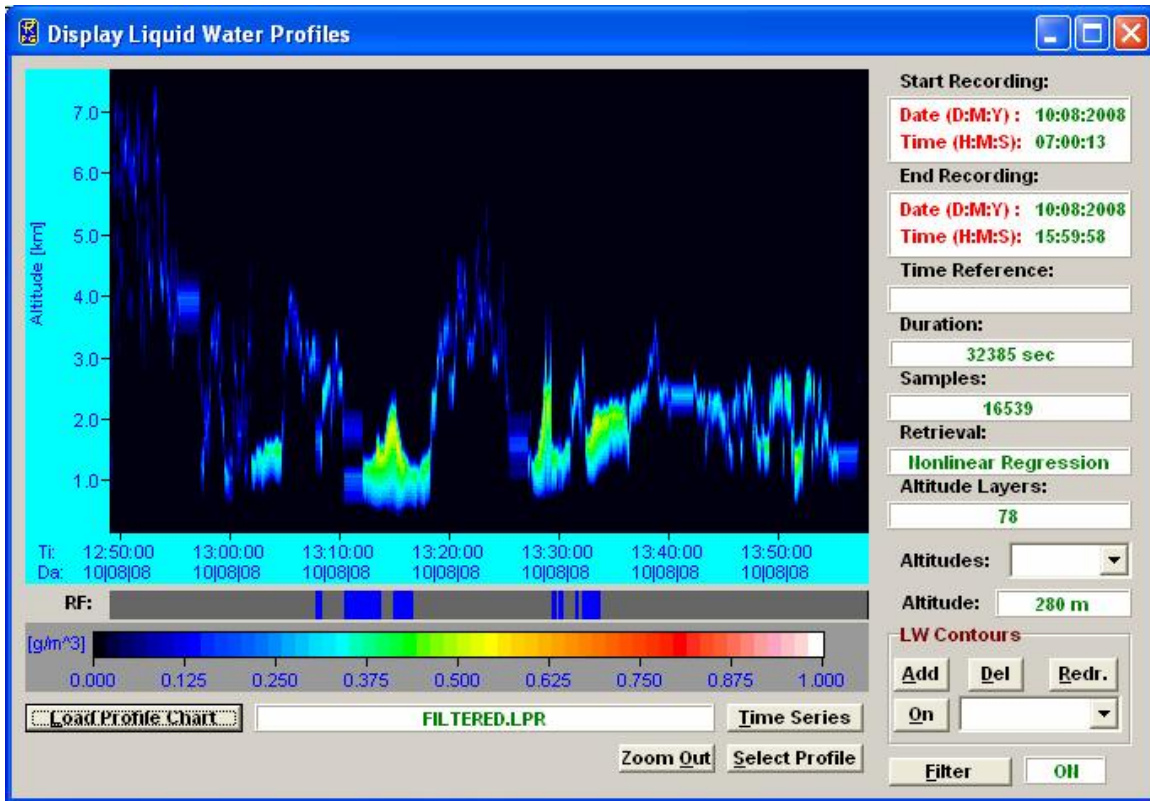 Display Liquid Water Profiles
Start Recording:
Date (D:M:Y) : 10:08:2008
Time (H:M:S): 07:00:13
End Recording:
Date (D:M:Y) : 10:08:2008
Time (H:M:S): 15:59:58
Time Reference:
Duration:
32385 sec
Samples:
16539
Retrieval:
Nonlinear Regression
Altitude Layers:
78
Altitudes:
Altitude: 280 m
LW Contours
Add Del Redr.
On
Filter ON
Altitude [km]
7.0
6.0
5.0
4.0
3.0
2.0
1.0
Ti: 12:50:00 13:00:00 13:10:00 13:20:00 13:30:00 13:40:00 13:50:00
Da: 10|08|08 10|08|08 10|08|08 10|08|08 10|08|08 10|08|08 10|08|08
RF:
[g/m^3]
0.000 0.125 0.250 0.375 0.500 0.625 0.750 0.875 1.000
Load Profile Chart FILTERED.LPR Time Series
Zoom Out Select Profile